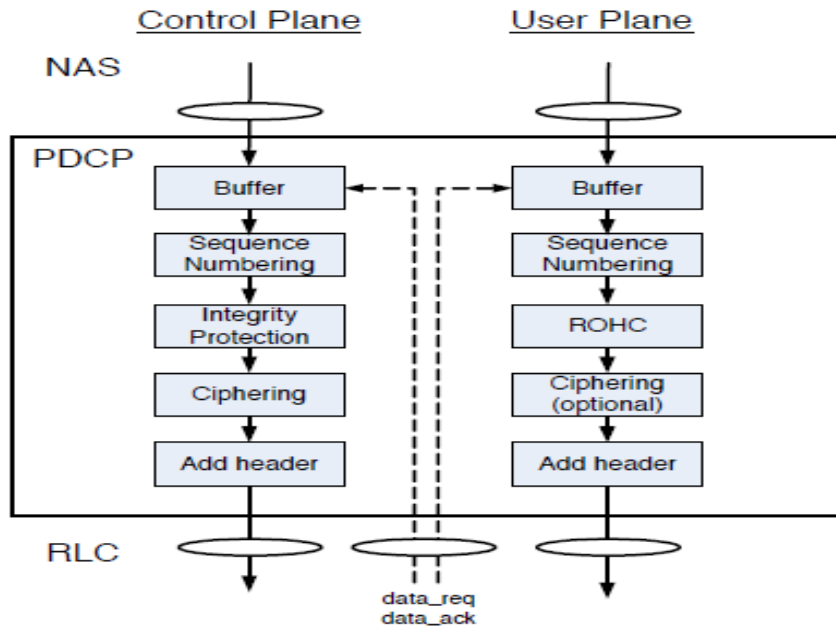 Control Plane
User Plane
NAS
PDCP
Buffer
Buffer
Sequence
Numbering
Sequence
Numbering
Integrity
Protection
ROHC
Ciphering
Ciphering
(optional)
Add header
Add header
RLC
data_req
data_ack